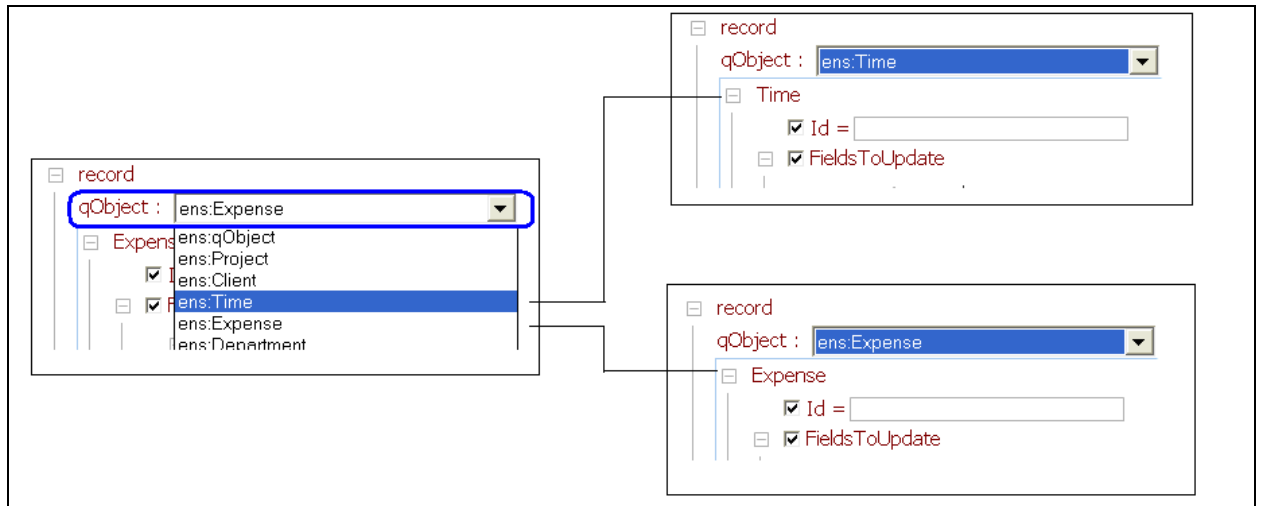 record
qObject : ens:Expense
Expens
ens:qObject
ens:Project
I
ens:Client
F
ens:Time
ens:Expense
ens:Department
record
qObject : ens:Time
Time
Id =
FieldsToUpdate
record
qObject : ens:Expense
Expense
Id =
FieldsToUpdate